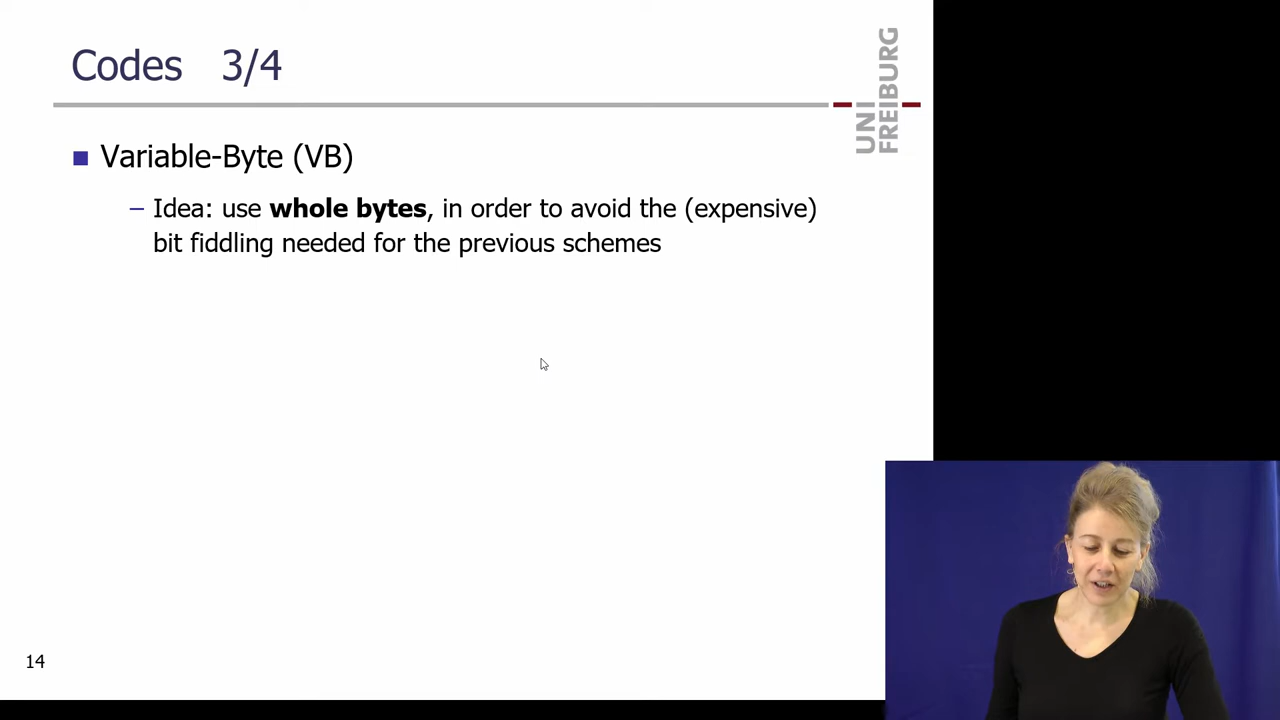 Codes 3/4
UNI
FREIBURG
Variable-Byte (VB)
– Idea: use whole bytes, in order to avoid the (expensive)
bit fiddling needed for the previous schemes
14